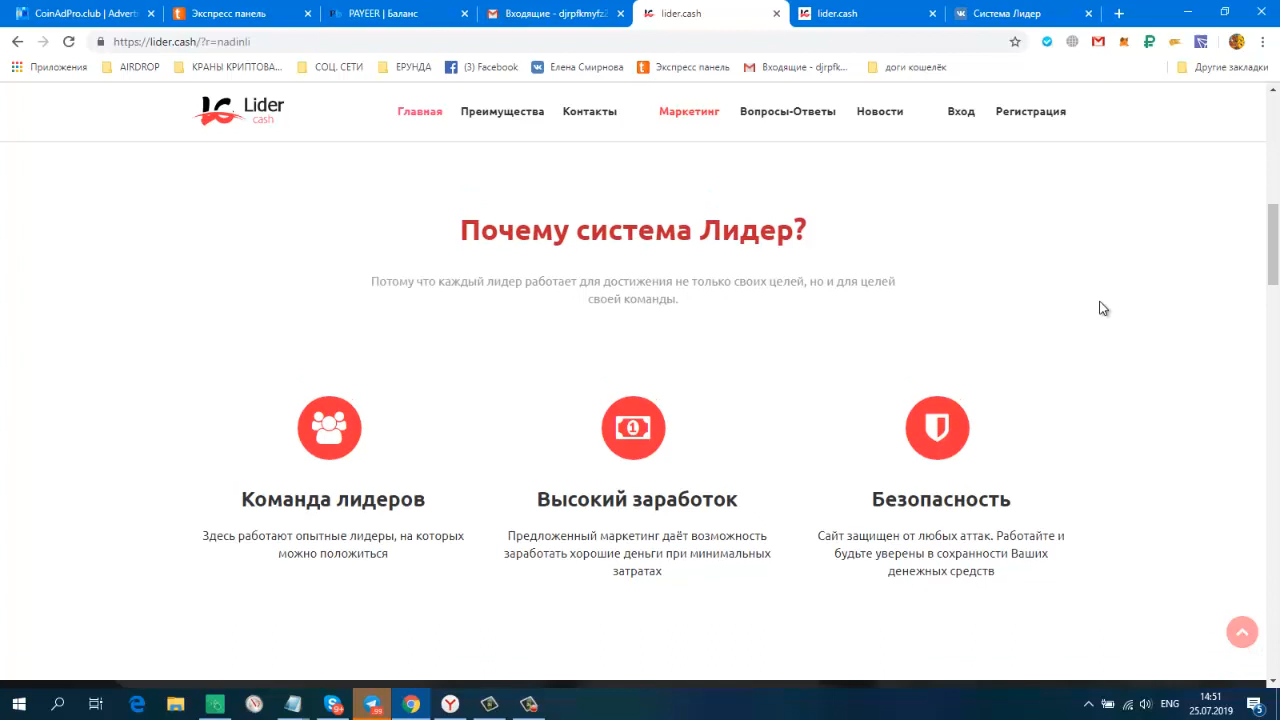 CoinAdPro.club | Advert
Экспресс панель
PAYEER | Баланс
Входящие - djrpfkmyfz2
lider.cash
lider.cash
Система Лидер
https://lider.cash/?r=nadinli
Приложения
AIRDROP
КРАНЫ КРИПТОВА...
СОЦ. СЕТИ
ЕРУНДА
(3) Facebook
Елена Смирнова
Экспресс панель
Входящие - djrpfk...
доги кошелёк
Другие закладки
Lider
cash
Главная
Преимущества
Контакты
Маркетинг
Вопросы-Ответы
Новости
Вход
Регистрация
Почему система Лидер?
Потому что каждый лидер работает для достижения не только своих целей, но и для целей
своей команды.
Команда лидеров
Здесь работают опытные лидеры, на которых
можно положиться
Высокий заработок
Предложенный маркетинг даёт возможность
заработать хорошие деньги при минимальных
затратах
Безопасность
Сайт защищен от любых аттак. Работайте и
будьте уверены в сохранности Ваших
денежных средств
ENG
14:51
25.07.2019